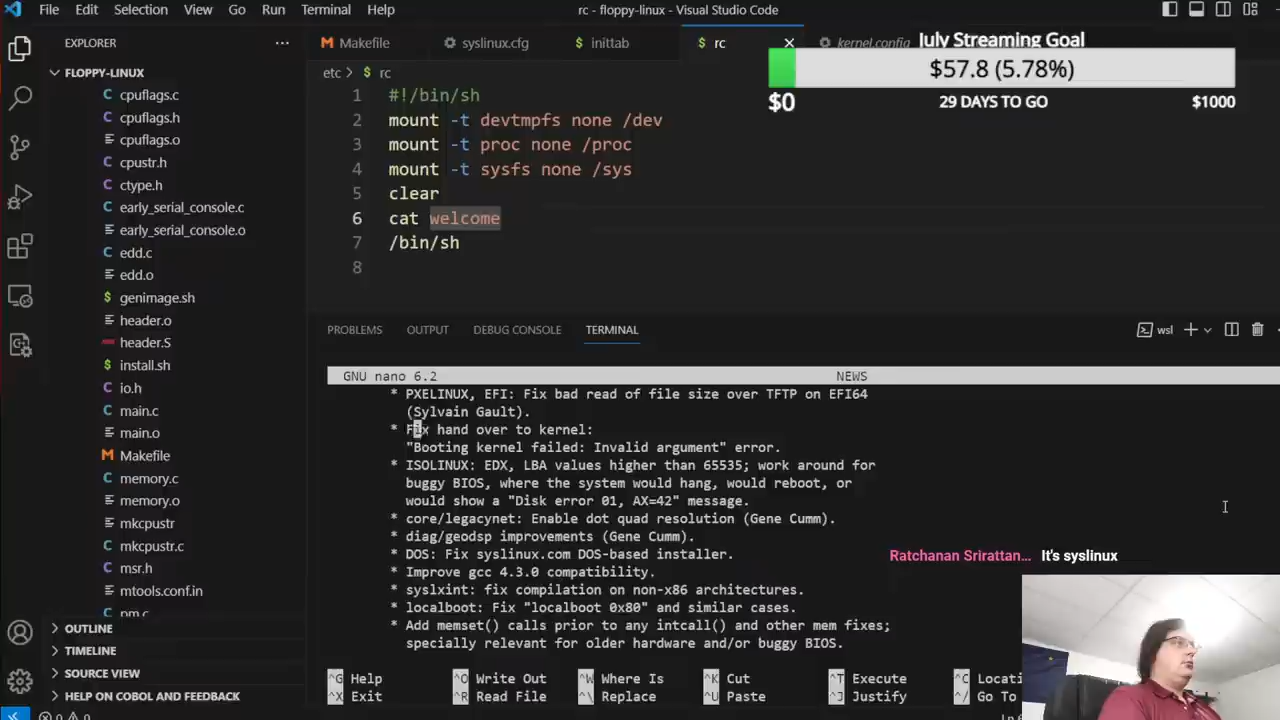 File Edit Selection View Go Run Terminal Help
rc - floppy-linux - Visual Studio Code
EXPLORER
Makefile
syslinux.cfg
inittab
rc
kernel.config
July Streaming Goal
$57.8 (5.78%)
$0
29 DAYS TO GO
$1000
FLOPPY-LINUX
cpuflags.c
cpuflags.h
cpuflags.o
cpustr.h
ctype.h
early_serial_console.c
early_serial_console.o
edd.c
edd.o
genimage.sh
header.o
header.S
install.sh
io.h
main.c
main.o
Makefile
memory.c
memory.o
mkcpustr
mkcpustr.c
msr.h
mtools.conf.in
pm.c
OUTLINE
TIMELINE
SOURCE VIEW
HELP ON COBOL AND FEEDBACK
etc > $ rc
1 #!/bin/sh
2 mount -t devtmpfs none /dev
3 mount -t proc none /proc
4 mount -t sysfs none /sys
5 clear
6 cat welcome
7 /bin/sh
8
PROBLEMS OUTPUT DEBUG CONSOLE TERMINAL
wsl
GNU nano 6.2 NEWS
* PXELINUX, EFI: Fix bad read of file size over TFTP on EFI64
(Sylvain Gault).
* Fix hand over to kernel:
"Booting kernel failed: Invalid argument" error.
* ISOLINUX: EDX, LBA values higher than 65535; work around for
buggy BIOS, where the system would hang, would reboot, or
would show a "Disk error 01, AX=42" message.
* core/legacynet: Enable dot quad resolution (Gene Cumm).
* diag/geodsp improvements (Gene Cumm).
* DOS: Fix syslinux.com DOS-based installer.
* Improve gcc 4.3.0 compatibility.
* syslxint: fix compilation on non-x86 architectures.
* localboot: Fix "localboot 0x80" and similar cases.
* Add memset() calls prior to any intcall() and other mem fixes;
specially relevant for older hardware and/or buggy BIOS.
Ratchanan Srirattan… It's syslinux
^G Help ^O Write Out ^W Where Is ^K Cut ^T Execute ^C Locati
^X Exit ^R Read File ^\ Replace ^U Paste ^J Justify ^/ Go To